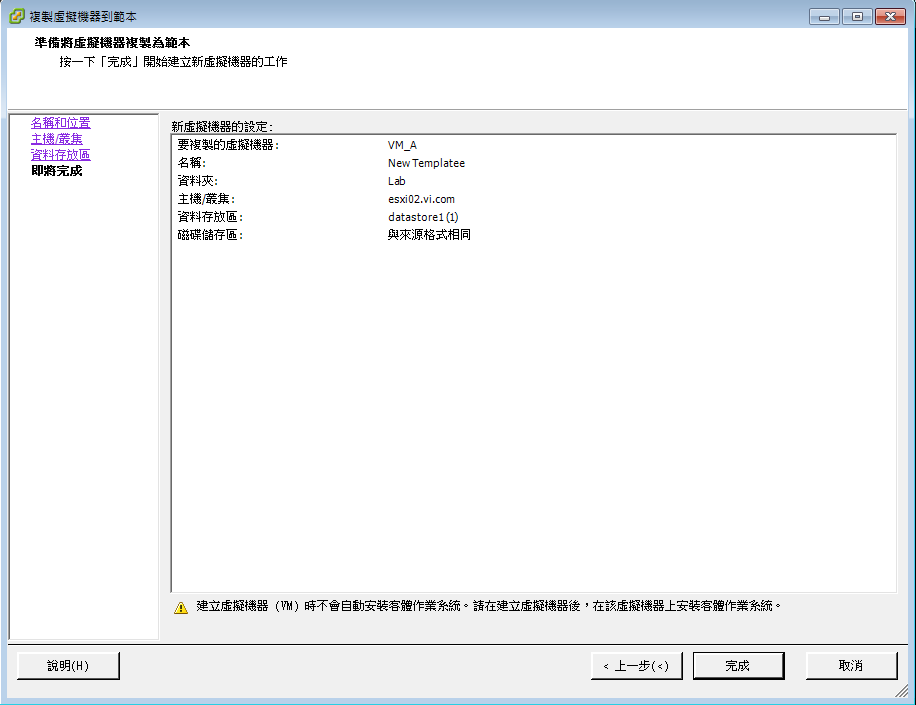 複製虛擬機器到範本
準備將虛擬機器複製為範本
按一下「完成」開始建立新虛擬機器的工作
名稱和位置
主機/叢集
資料存放區
即將完成
新虛擬機器的設定:
要複製的虛擬機器: VM_A
名稱: New Templatee
資料夾: Lab
主機/叢集: esxi02.vi.com
資料存放區: datastore1 (1)
磁碟儲存區: 與來源格式相同
建立虛擬機器 (VM) 時不會自動安裝客體作業系統。請在建立虛擬機器後，在該虛擬機器上安裝客體作業系統。
說明(H)
< 上一步(<)
完成
取消